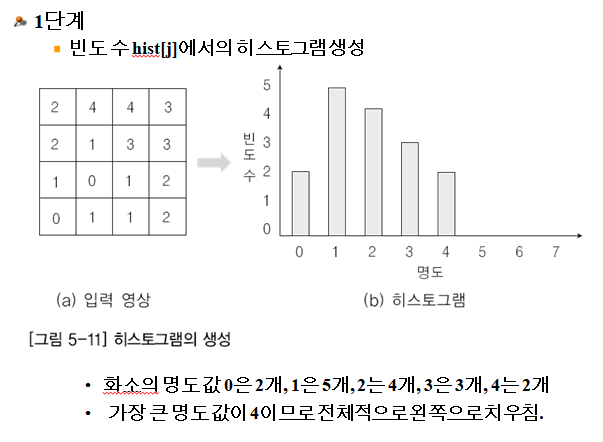 1단계
빈도 수 hist[j]에서의 히스토그램 생성
2 4 4 3
2 1 3 3
1 0 1 2
0 1 1 2
빈도수
5
4
3
2
1
0
0 1 2 3 4 5 6 7
명도
(a) 입력 영상
(b) 히스토그램
[그림 5-11] 히스토그램의 생성
• 화소의 명도 값 0은 2개, 1은 5개, 2는 4개, 3은 3개, 4는 2개
• 가장 큰 명도 값이 4이므로 전체적으로 왼쪽으로 치우침.